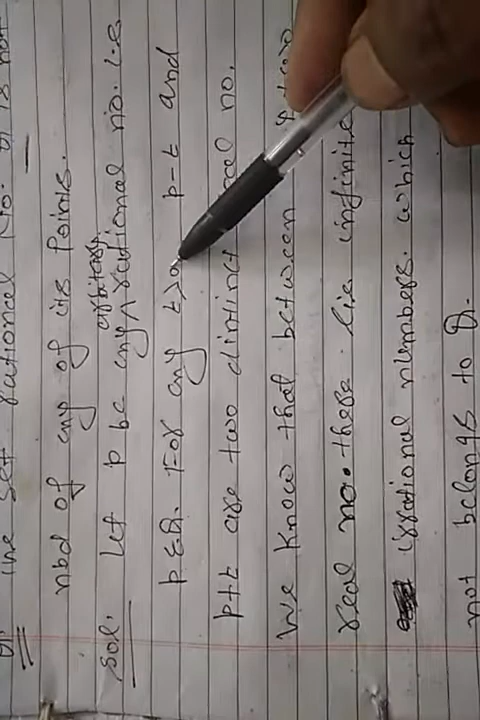 the set rational no. Q is not
nbd of any of its Points.
Sol. Let p be any ^ arbitrary rational no. i.e
p∈Q. For any ε>0 p-ε and
p+ε are two distinct real no.
We know that between
real no. there lie infinite
irrational numbers. which
not belongs to Q.